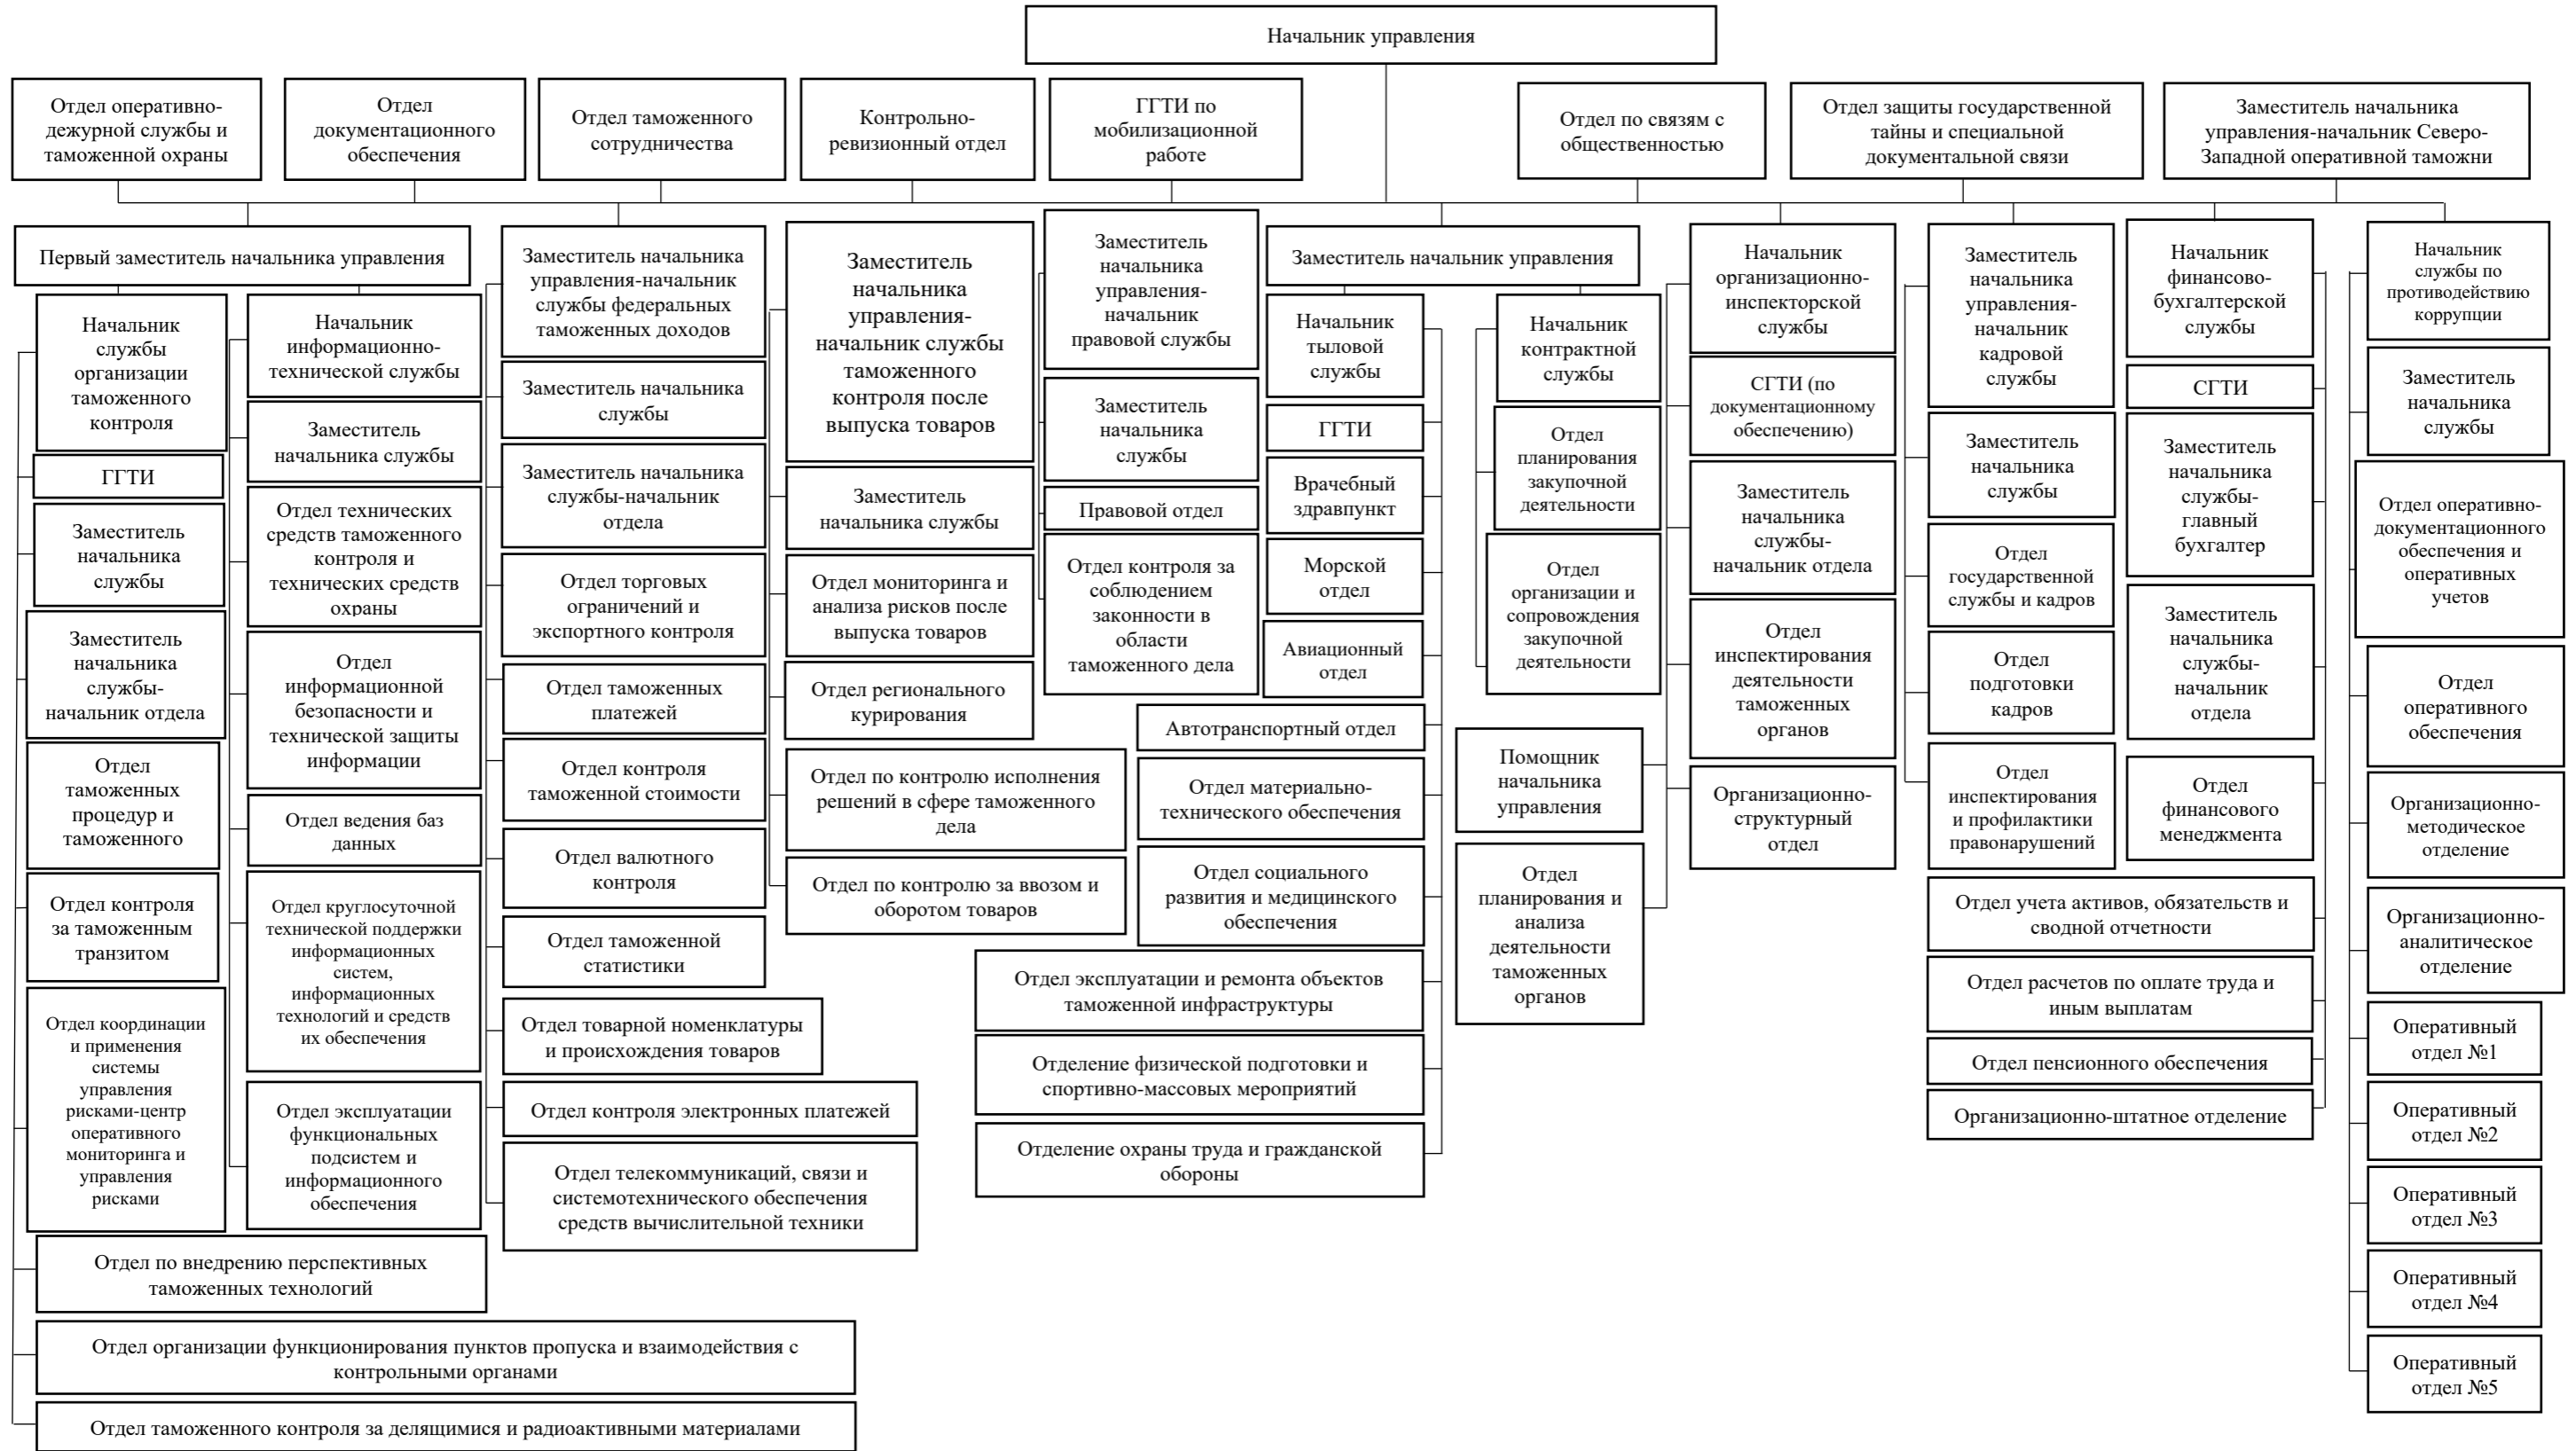 Начальник управления
Отдел оперативно-
дежурной службы и
таможенной охраны
Отдел
документационного
обеспечения
Отдел таможенного
сотрудничества
Контрольно-
ревизионный отдел
ГГТИ по
мобилизационной
работе
Отдел по связям с
общественностью
Отдел защиты государственной
тайны и специальной
документальной связи
Заместитель начальника
управления-начальник Северо-
Западной оперативной таможни
Первый заместитель начальника управления
Начальник
службы
организации
таможенного
контроля
ГГТИ
Заместитель
начальника
службы
Заместитель
начальника
службы-
начальник отдела
Отдел
таможенных
процедур и
таможенного
Отдел контроля
за таможенным
транзитом
Отдел координации
и применения
системы
управления
рисками-центр
оперативного
мониторинга и
управления
рисками
Отдел по внедрению перспективных
таможенных технологий
Отдел организации функционирования пунктов пропуска и взаимодействия с
контрольными органами
Отдел таможенного контроля за делящимися и радиоактивными материалами
Начальник
информационно-
технической службы
Заместитель
начальника службы
Отдел технических
средств таможенного
контроля и
технических средств
охраны
Отдел
информационной
безопасности и
технической защиты
информации
Отдел ведения баз
данных
Отдел круглосуточной
технической поддержки
информационных
систем,
информационных
технологий и средств
их обеспечения
Отдел эксплуатации
функциональных
подсистем и
информационного
обеспечения
Заместитель начальника
управления-начальник
службы федеральных
таможенных доходов
Заместитель начальника
службы
Заместитель начальника
службы-начальник
отдела
Отдел торговых
ограничений и
экспортного контроля
Отдел таможенных
платежей
Отдел контроля
таможенной стоимости
Отдел валютного
контроля
Отдел таможенной
статистики
Отдел товарной номенклатуры
и происхождения товаров
Отдел контроля электронных платежей
Отдел телекоммуникаций, связи и
системотехнического обеспечения
средств вычислительной техники
Заместитель
начальника
управления-
начальник службы
таможенного
контроля после
выпуска товаров
Заместитель
начальника службы
Отдел мониторинга и
анализа рисков после
выпуска товаров
Отдел регионального
курирования
Отдел по контролю исполнения
решений в сфере таможенного
дела
Отдел по контролю за ввозом и
оборотом товаров
Заместитель
начальника
управления-
начальник
правовой службы
Заместитель
начальника
службы
Правовой отдел
Отдел контроля за
соблюдением
законности в
области
таможенного дела
Заместитель начальник управления
Начальник
тыловой
службы
ГГТИ
Врачебный
здравпункт
Морской
отдел
Авиационный
отдел
Автотранспортный отдел
Отдел материально-
технического обеспечения
Отдел социального
развития и медицинского
обеспечения
Отдел эксплуатации и ремонта объектов
таможенной инфраструктуры
Отделение физической подготовки и
спортивно-массовых мероприятий
Отделение охраны труда и гражданской
обороны
Начальник
контрактной
службы
Отдел
планирования
закупочной
деятельности
Отдел
организации и
сопровождения
закупочной
деятельности
Начальник
организационно-
инспекторской
службы
СГТИ (по
документационному
обеспечению)
Заместитель
начальника
службы-
начальник отдела
Отдел
инспектирования
деятельности
таможенных
органов
Организационно-
структурный
отдел
Помощник
начальника
управления
Отдел
планирования и
анализа
деятельности
таможенных
органов
Заместитель
начальника
управления-
начальник
кадровой
службы
Заместитель
начальника
службы
Отдел
государственной
службы и кадров
Отдел
подготовки
кадров
Отдел
инспектирования
и профилактики
правонарушений
Начальник
финансово-
бухгалтерской
службы
СГТИ
Заместитель
начальника
службы-
главный
бухгалтер
Заместитель
начальника
службы-
начальник
отдела
Отдел
финансового
менеджмента
Отдел учета активов, обязательств и
сводной отчетности
Отдел расчетов по оплате труда и
иным выплатам
Отдел пенсионного обеспечения
Организационно-штатное отделение
Начальник
службы по
противодействию
коррупции
Заместитель
начальника
службы
Отдел оперативно-
документационного
обеспечения и
оперативных
учетов
Отдел
оперативного
обеспечения
Организационно-
методическое
отделение
Организационно-
аналитическое
отделение
Оперативный
отдел №1
Оперативный
отдел №2
Оперативный
отдел №3
Оперативный
отдел №4
Оперативный
отдел №5